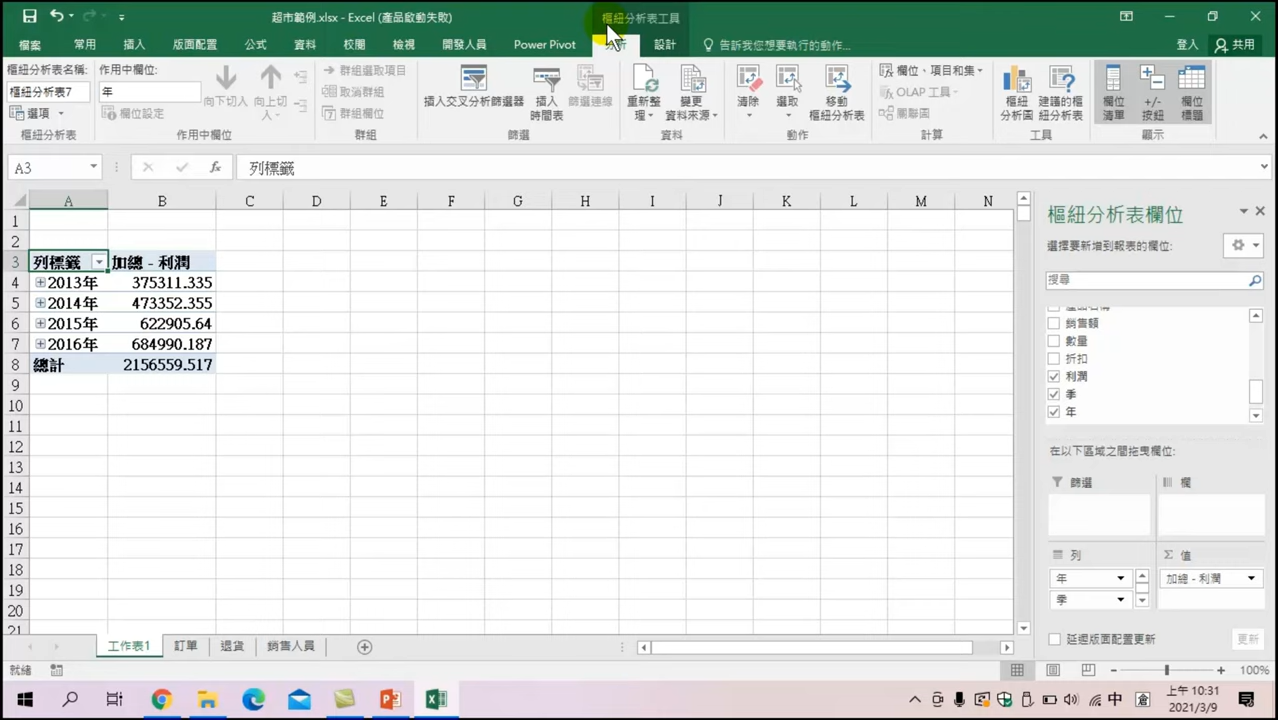 超市範例.xlsx - Excel (產品啟動失敗)
樞紐分析表工具
檔案 常用 插入 版面配置 公式 資料 校閱 檢視 開發人員 Power Pivot 分析 設計 告訴我您想要執行的動作... 登入 共用
樞紐分析表名稱: 作用中欄位:
樞紐分析表7 年
選項 欄位設定
向下切入 向上切入
群組選取項目
取消群組
群組欄位
插入交叉分析篩選器 插入時間表 篩選連線
重新整理 變更資料來源
清除 選取 移動樞紐分析表
欄位、項目和集
OLAP 工具
關聯圖
樞紐分析圖 建議的樞紐分析表
欄位清單 +/-按鈕 欄位標題
樞紐分析表 作用中欄位 群組 篩選 資料 動作 計算 工具 顯示
A3 fx 列標籤
A B C D E F G H I J K L M N
1
2
3 列標籤 加總 - 利潤
4 2013年 375311.335
5 2014年 473352.355
6 2015年 622905.64
7 2016年 684990.187
8 總計 2156559.517
9
10
11
12
13
14
15
16
17
18
19
20
樞紐分析表欄位
選擇要新增到報表的欄位:
搜尋
銷售額
數量
折扣
利潤
季
年
在以下區域之間拖曳欄位:
篩選 欄
列 Σ 值
年 加總 - 利潤
季
延遲版面配置更新 更新
工作表1 訂單 退貨 銷售人員
就緒 100%
中 倉 上午 10:31
2021/3/9